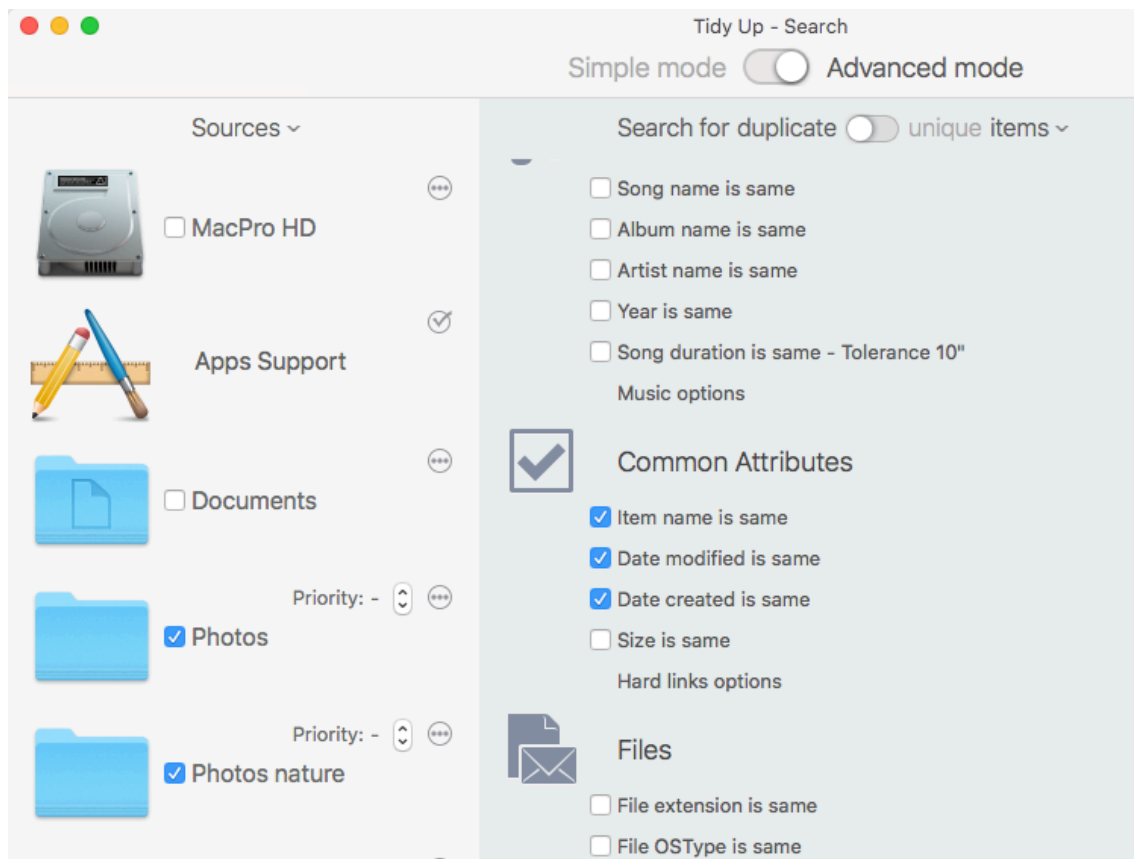 Tidy Up - Search
Simple mode Advanced mode
Sources
MacPro HD
Apps Support
Documents
Priority: -
Photos
Priority: -
Photos nature
Search for duplicate unique items
Song name is same
Album name is same
Artist name is same
Year is same
Song duration is same - Tolerance 10"
Music options
Common Attributes
Item name is same
Date modified is same
Date created is same
Size is same
Hard links options
Files
File extension is same
File OSType is same